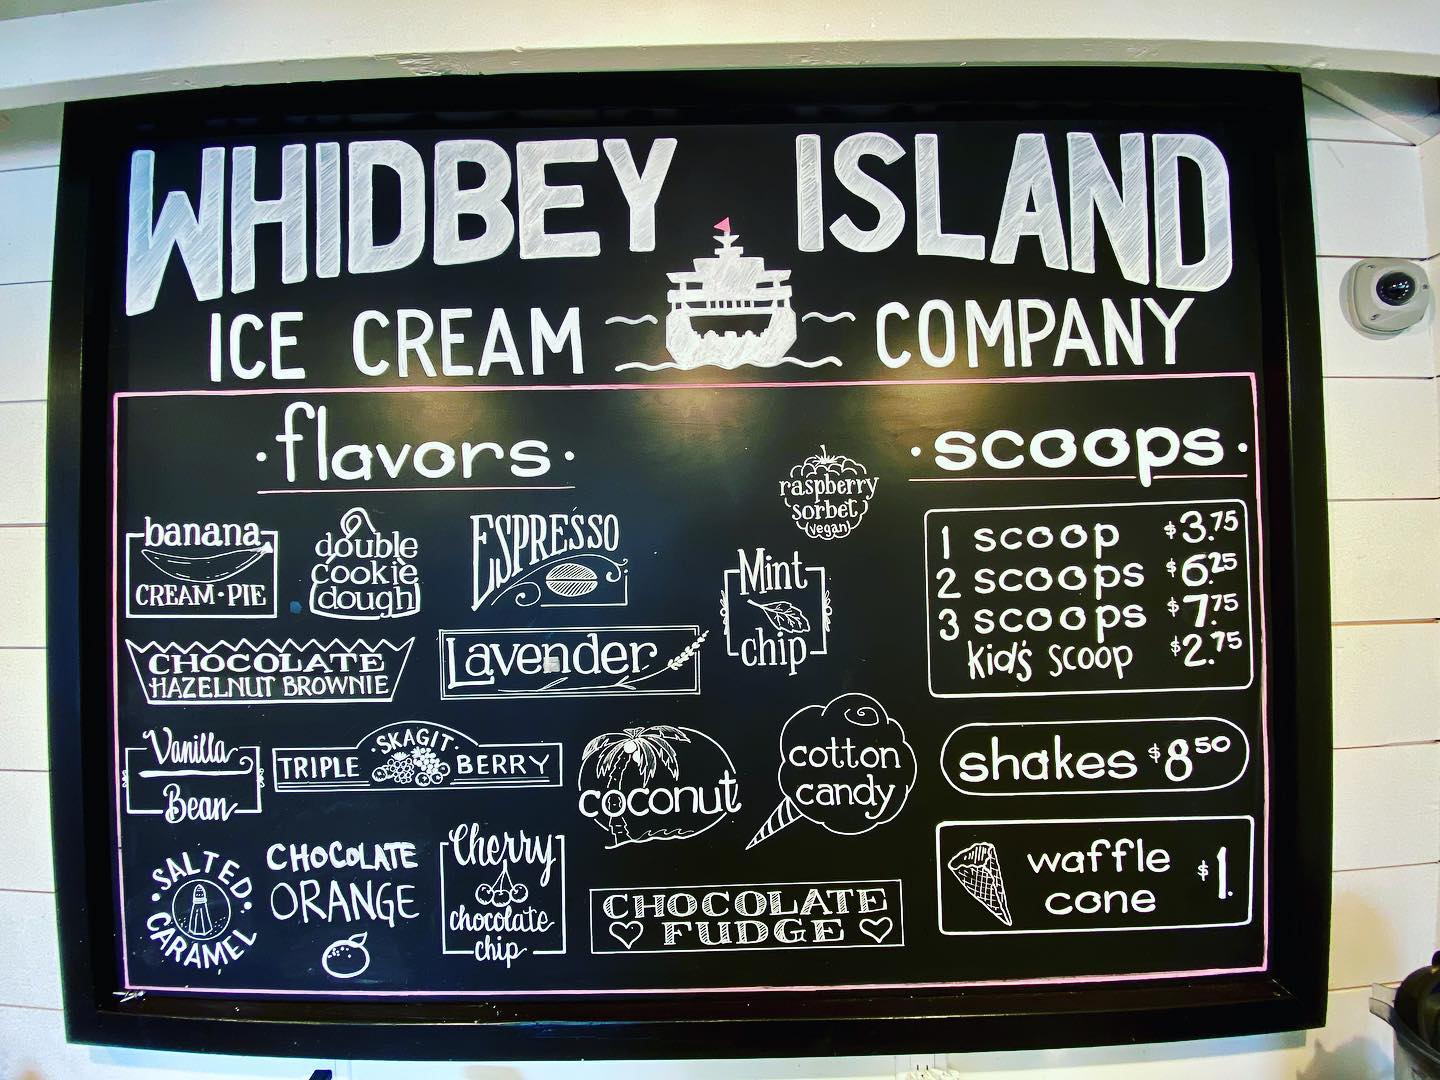 WHIDBEY ISLAND
ICE CREAM COMPANY
·flavors·
banana
CREAM·PIE
double
cookie
dough
ESPRESSO
raspberry
sorbet
(vegan)
Mint
chip
CHOCOLATE
HAZELNUT BROWNIE
Lavender
Vanilla
Bean
·SKAGIT·
TRIPLE BERRY
coconut
cotton
candy
·SALTED·
CARAMEL
CHOCOLATE
ORANGE
Cherry
chocolate
chip
CHOCOLATE
FUDGE
·scoops·
1 scoop $3.75
2 scoops $6.25
3 scoops $7.75
kid's scoop $2.75
shakes $8.50
waffle
cone $1.